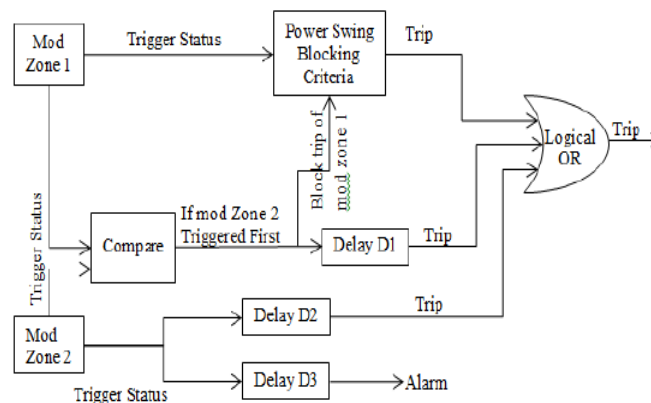 Mod
Zone 1
Trigger Status
Power Swing
Blocking
Criteria
Trip
Block trip of
mod zone 1
Logical
OR
Trip
Trigger Status
Compare
If mod Zone 2
Triggered First
Delay D1
Trip
Mod
Zone 2
Trigger Status
Delay D2
Trip
Delay D3
Alarm